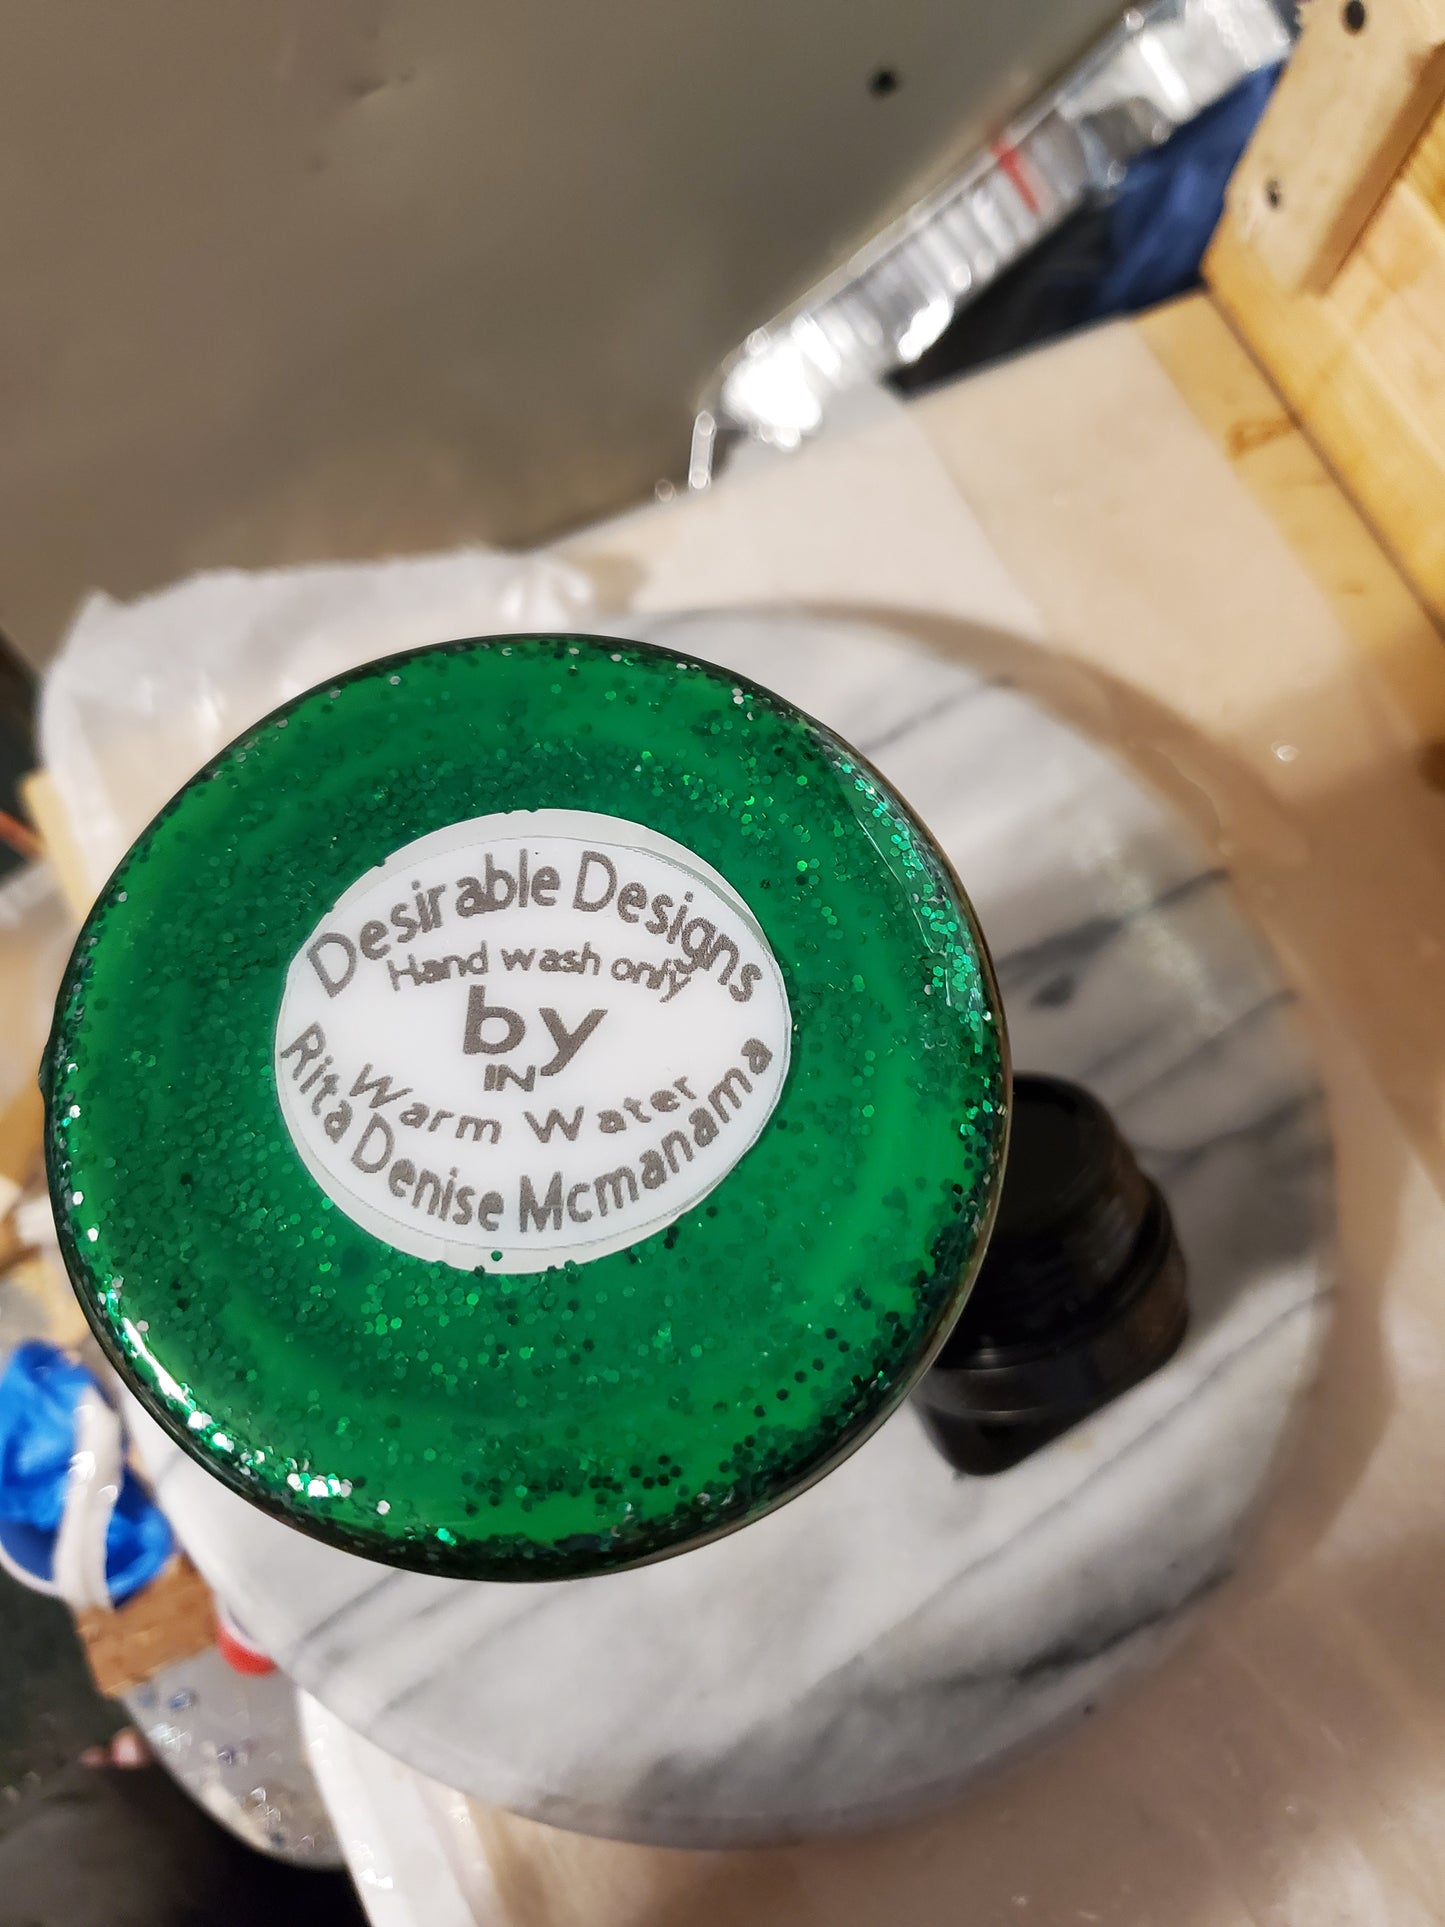 Desirable Designs
Hand wash only
by
IN
Warm Water
Rita Denise Mcmanama